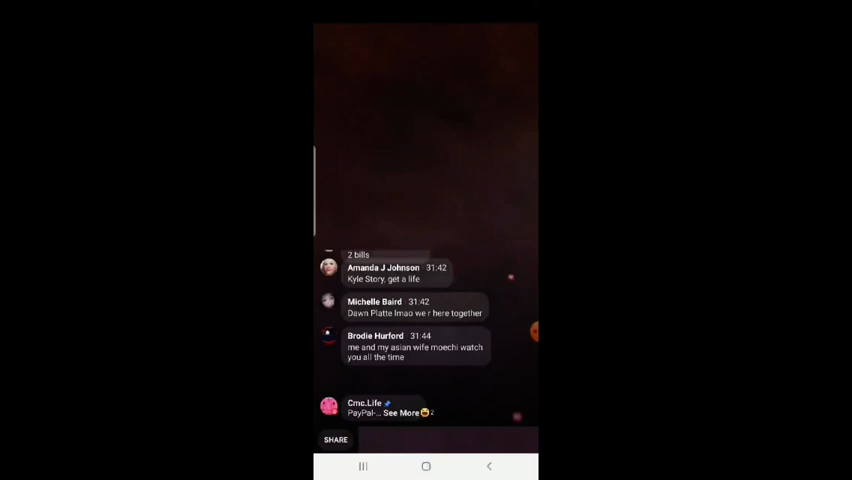 2 bills
Amanda J Johnson 31:42
Kyle Story, get a life
Michelle Baird 31:42
Dawn Platte lmao we r here together
Brodie Hurford 31:44
me and my asian wife moechi watch
you all the time
Cmc.Life
PayPal-... See More 2
SHARE